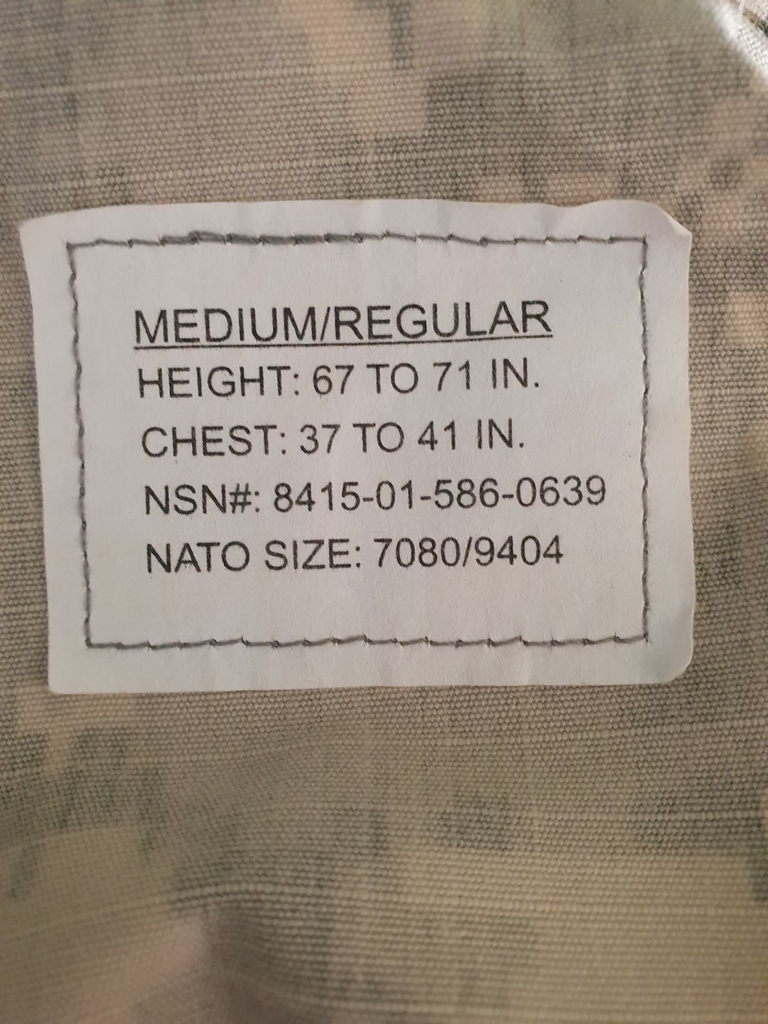 MEDIUM/REGULAR
HEIGHT: 67 TO 71 IN.
CHEST: 37 TO 41 IN.
NSN#: 8415-01-586-0639
NATO SIZE: 7080/9404